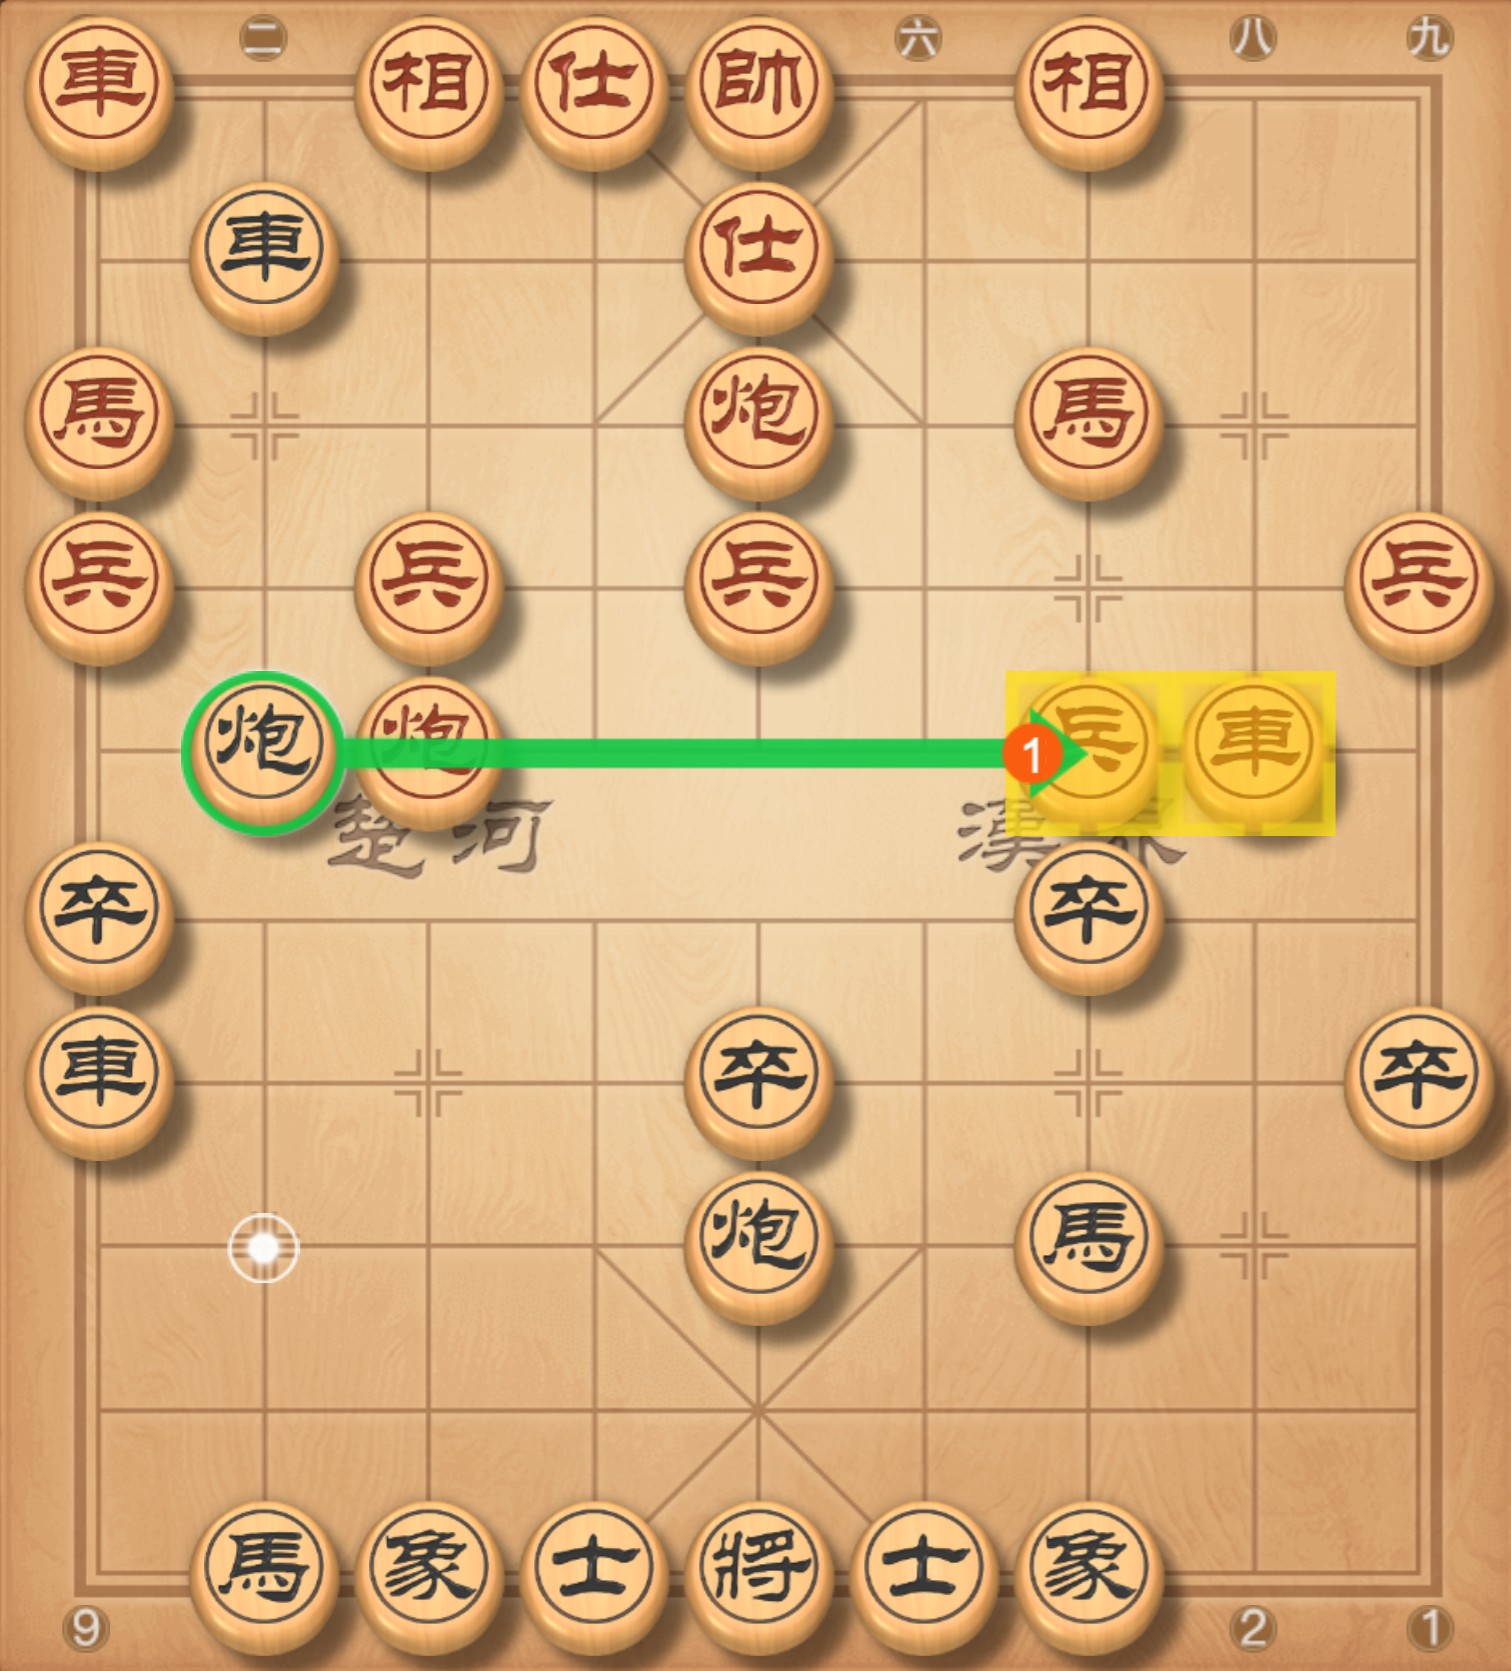 二 六 八 九
車 相 仕 帥 相
車 仕
馬 炮 馬
兵 兵 兵 兵
炮 炮 1 兵 車
楚河 漢界
卒 卒
車 卒 卒
炮 馬
馬 象 士 將 士 象
9 2 1